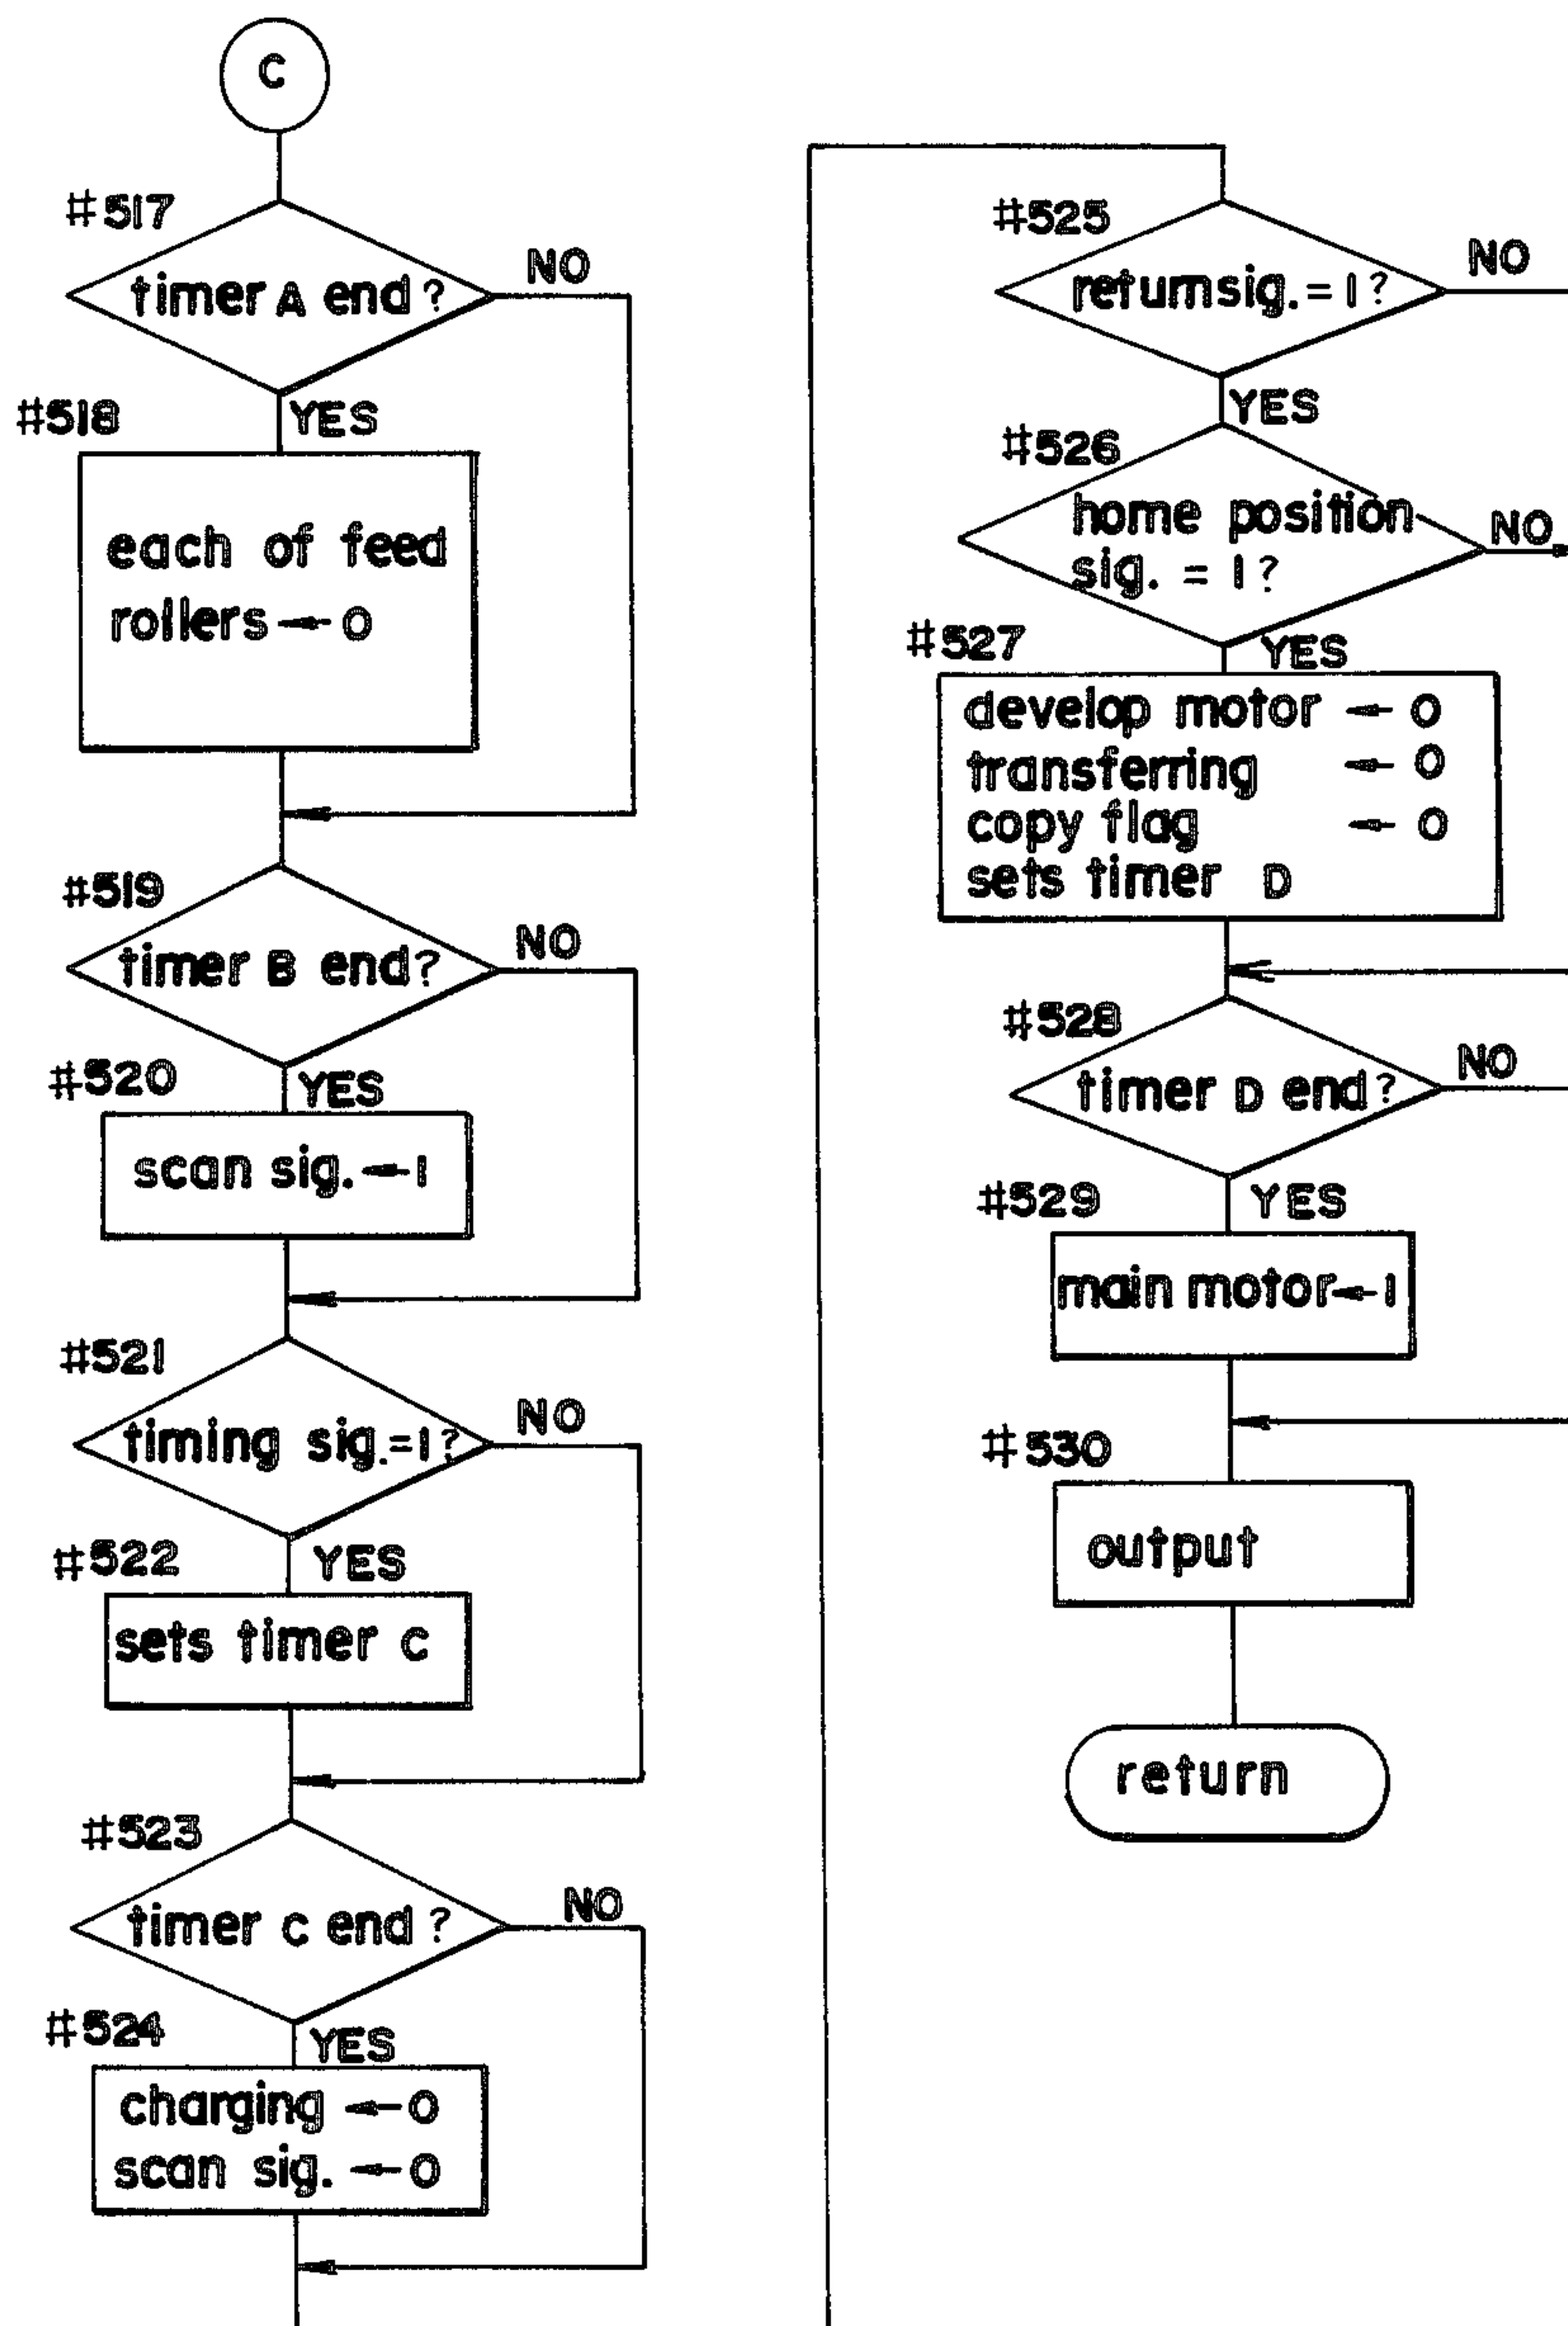 C
#517
timer A end ?
NO
YES
#518
each of feed
rollers ← 0
#519
timer B end?
NO
YES
#520
scan sig. ← 1
#521
timing sig. = 1 ?
NO
YES
#522
sets timer C
#523
timer C end ?
NO
YES
#524
charging ← 0
scan sig. ← 0
#525
return sig. = 1 ?
NO
YES
#526
home position
sig. = 1 ?
NO
YES
#527
develop motor ← 0
transferring ← 0
copy flag ← 0
sets timer D
#528
timer D end ?
NO
YES
#529
main motor ← 1
#530
output
return